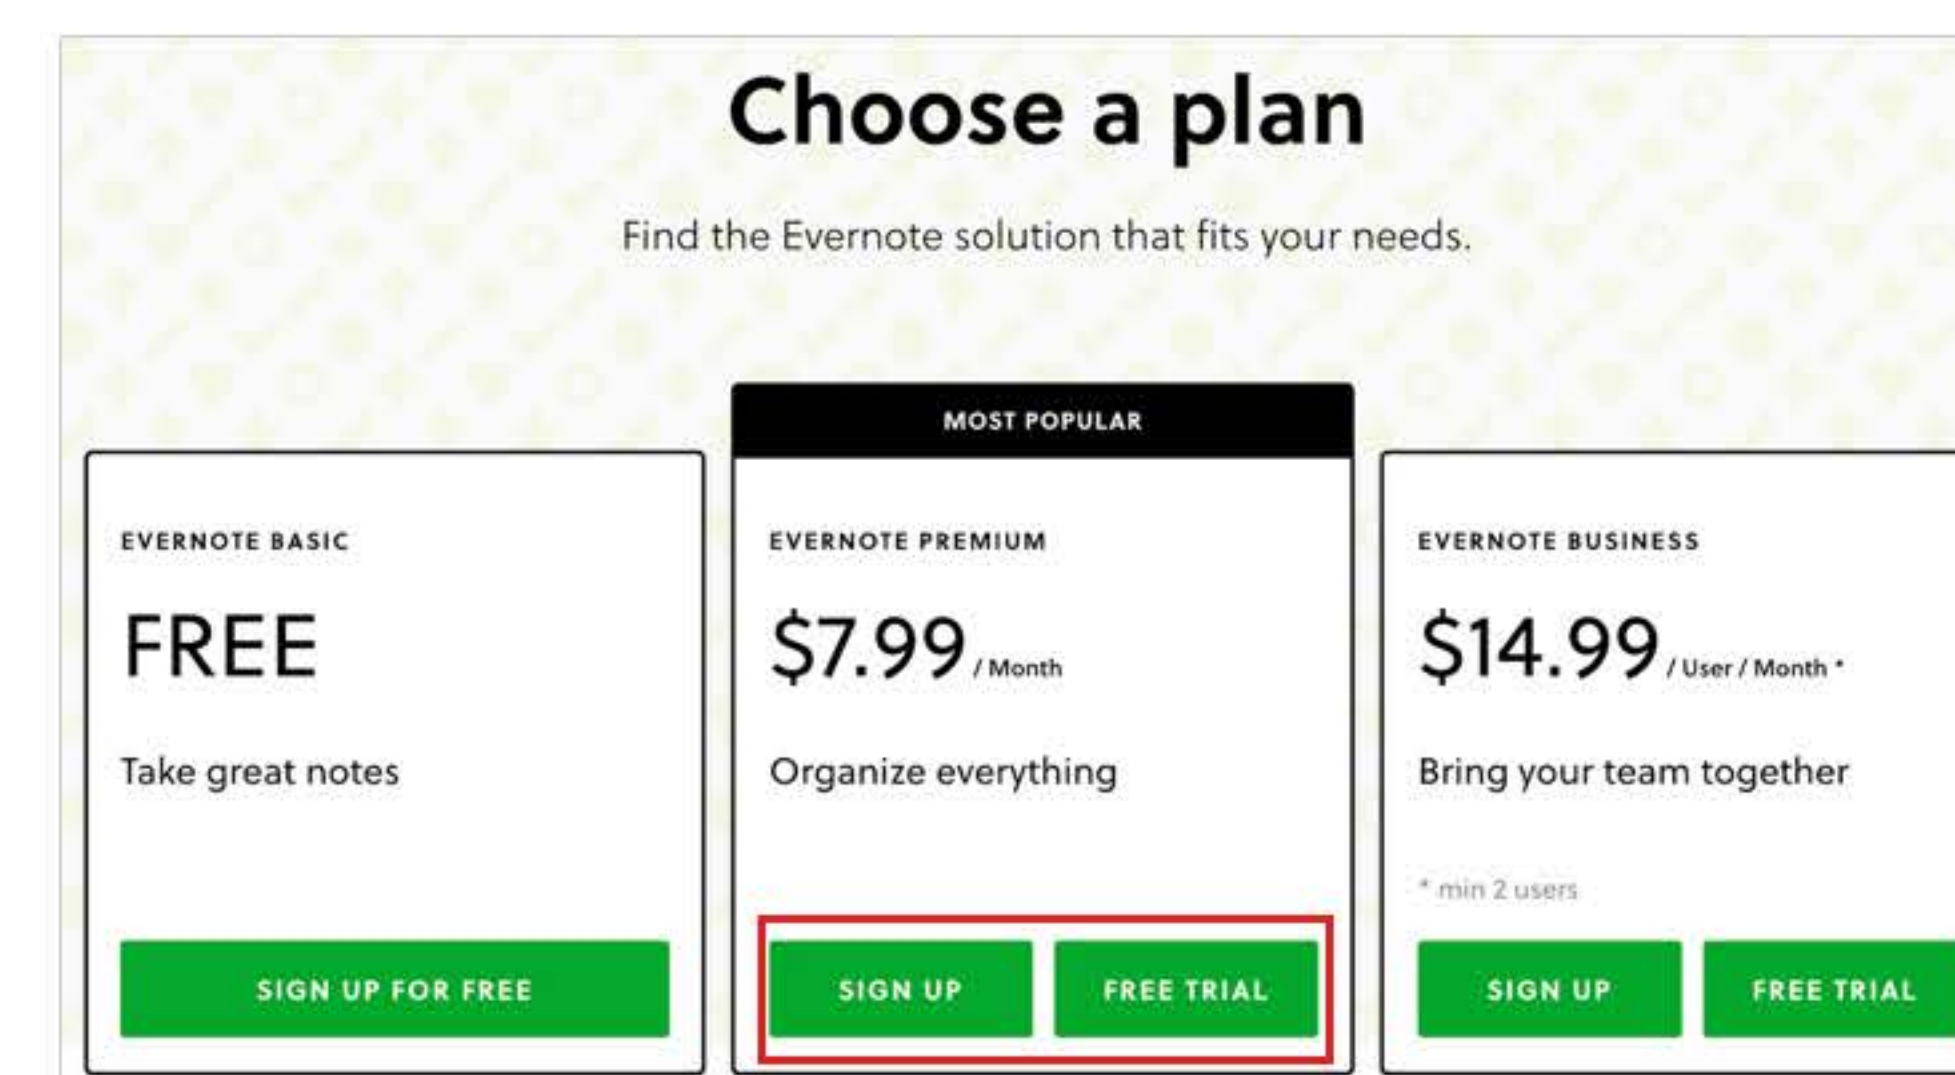 Choose a plan
Find the Evernote solution that fits your needs.
MOST POPULAR
EVERNOTE BASIC
FREE
Take great notes
SIGN UP FOR FREE
EVERNOTE PREMIUM
$7.99 / Month
Organize everything
SIGN UP
FREE TRIAL
EVERNOTE BUSINESS
$14.99 / User / Month *
Bring your team together
* min 2 users
SIGN UP
FREE TRIAL